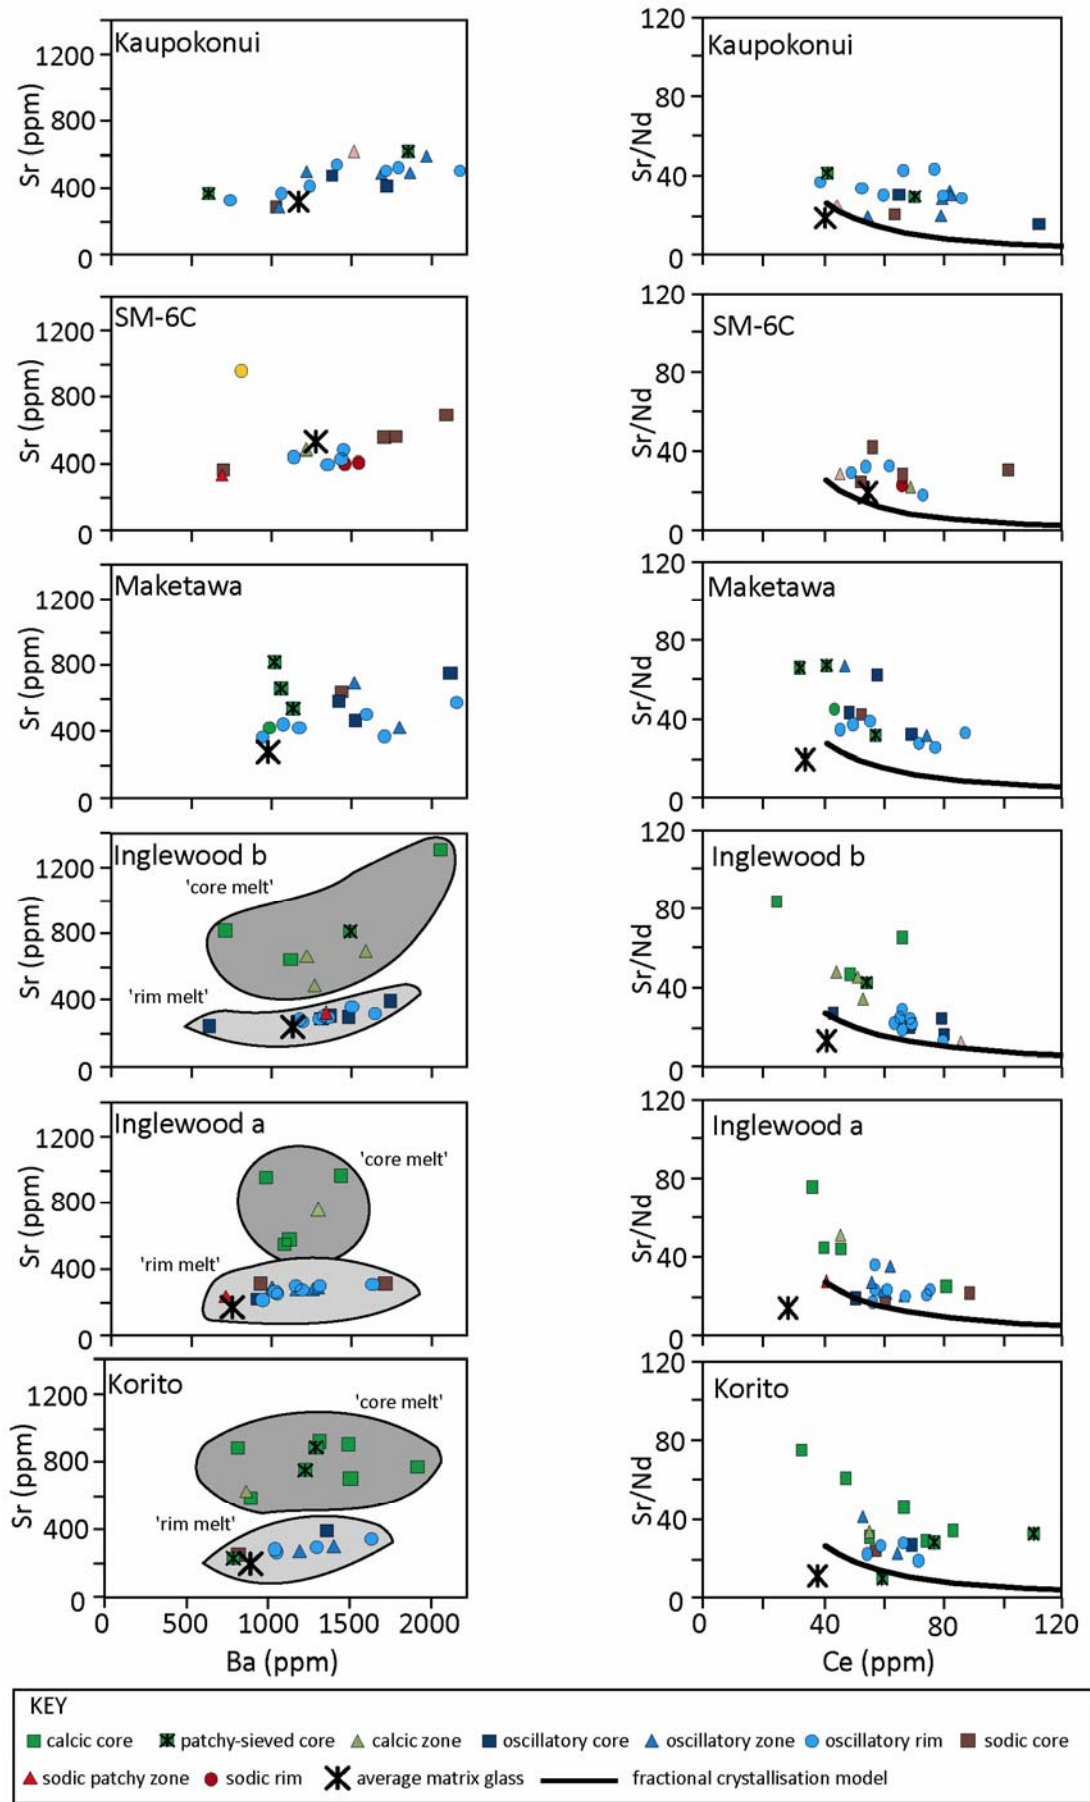 Kaupokonui
1200
800
400
0
Sr (ppm)
Kaupokonui
120
80
40
0
Sr/Nd
SM-6C
1200
800
400
0
Sr (ppm)
SM-6C
120
80
40
0
Sr/Nd
Maketawa
1200
800
400
0
Sr (ppm)
Maketawa
120
80
40
0
Sr/Nd
Inglewood b
'core melt'
'rim melt'
1200
800
400
0
Sr (ppm)
Inglewood b
120
80
40
0
Sr/Nd
Inglewood a
'core melt'
'rim melt'
1200
800
400
0
Sr (ppm)
Inglewood a
120
80
40
0
Sr/Nd
Korito
'core melt'
'rim melt'
1200
800
400
0
Sr (ppm)
0 500 1000 1500 2000
Ba (ppm)
Korito
120
80
40
0
Sr/Nd
0 40 80 120
Ce (ppm)
KEY
calcic core patchy-sieved core calcic zone oscillatory core oscillatory zone oscillatory rim sodic core
sodic patchy zone sodic rim average matrix glass fractional crystallisation model